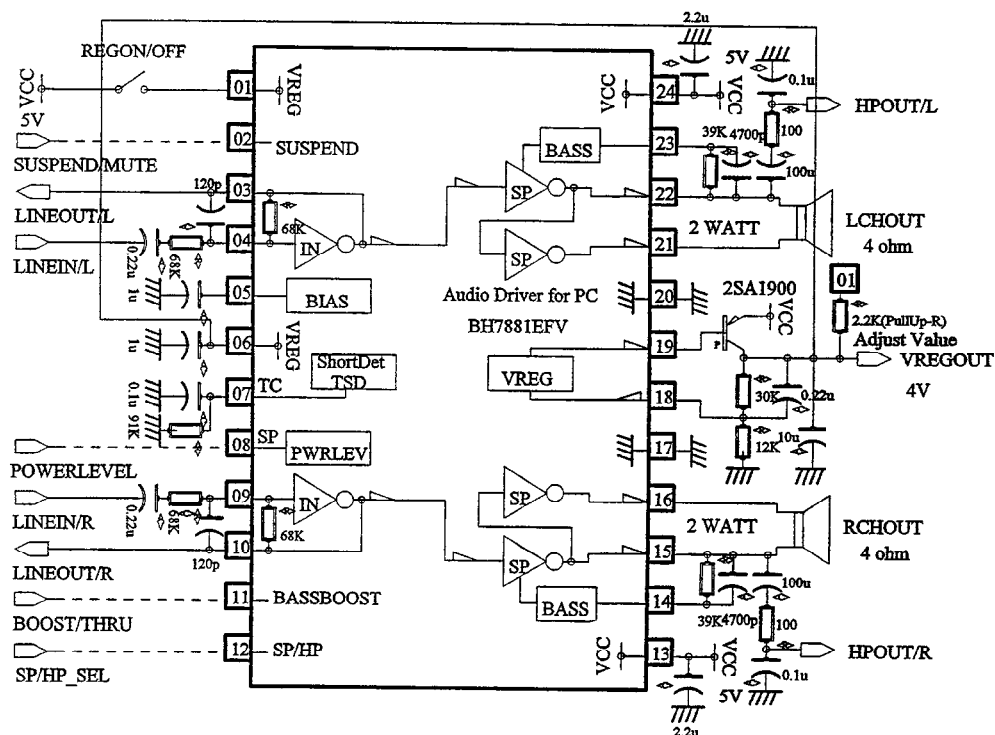 2.2u
REGON/OFF
5V
0.1u
VCC
5V
01
VREG
VCC
24
VCC
HPOUT/L
02
SUSPEND
SUSPEND/MUTE
BASS
23
39K
4700p
100
120p
03
LINEOUT/L
SP
22
100u
68K
04
IN
LINEIN/L
0.22u
68K
SP
21
2 WATT
LCHOUT
4 ohm
1u
05
BIAS
Audio Driver for PC
BH7881EFV
20
2SA1900
VCC
01
2.2K(PullUp-R)
Adjust Value
1u
06
VREG
VREG
19
P
VREGOUT
4V
0.1u
07
TC
ShortDet
TSD
18
30K
0.22u
91K
08
SP
PWRLEV
POWERLEVEL
17
12K
10u
09
IN
LINEIN/R
0.22u
68K
68K
SP
16
2 WATT
RCHOUT
4 ohm
10
LINEOUT/R
120p
SP
15
100u
11
BASSBOOST
BOOST/THRU
BASS
14
39K
4700p
100
12
SP/HP
SP/HP_SEL
VCC
13
VCC
5V
HPOUT/R
0.1u
2.2u